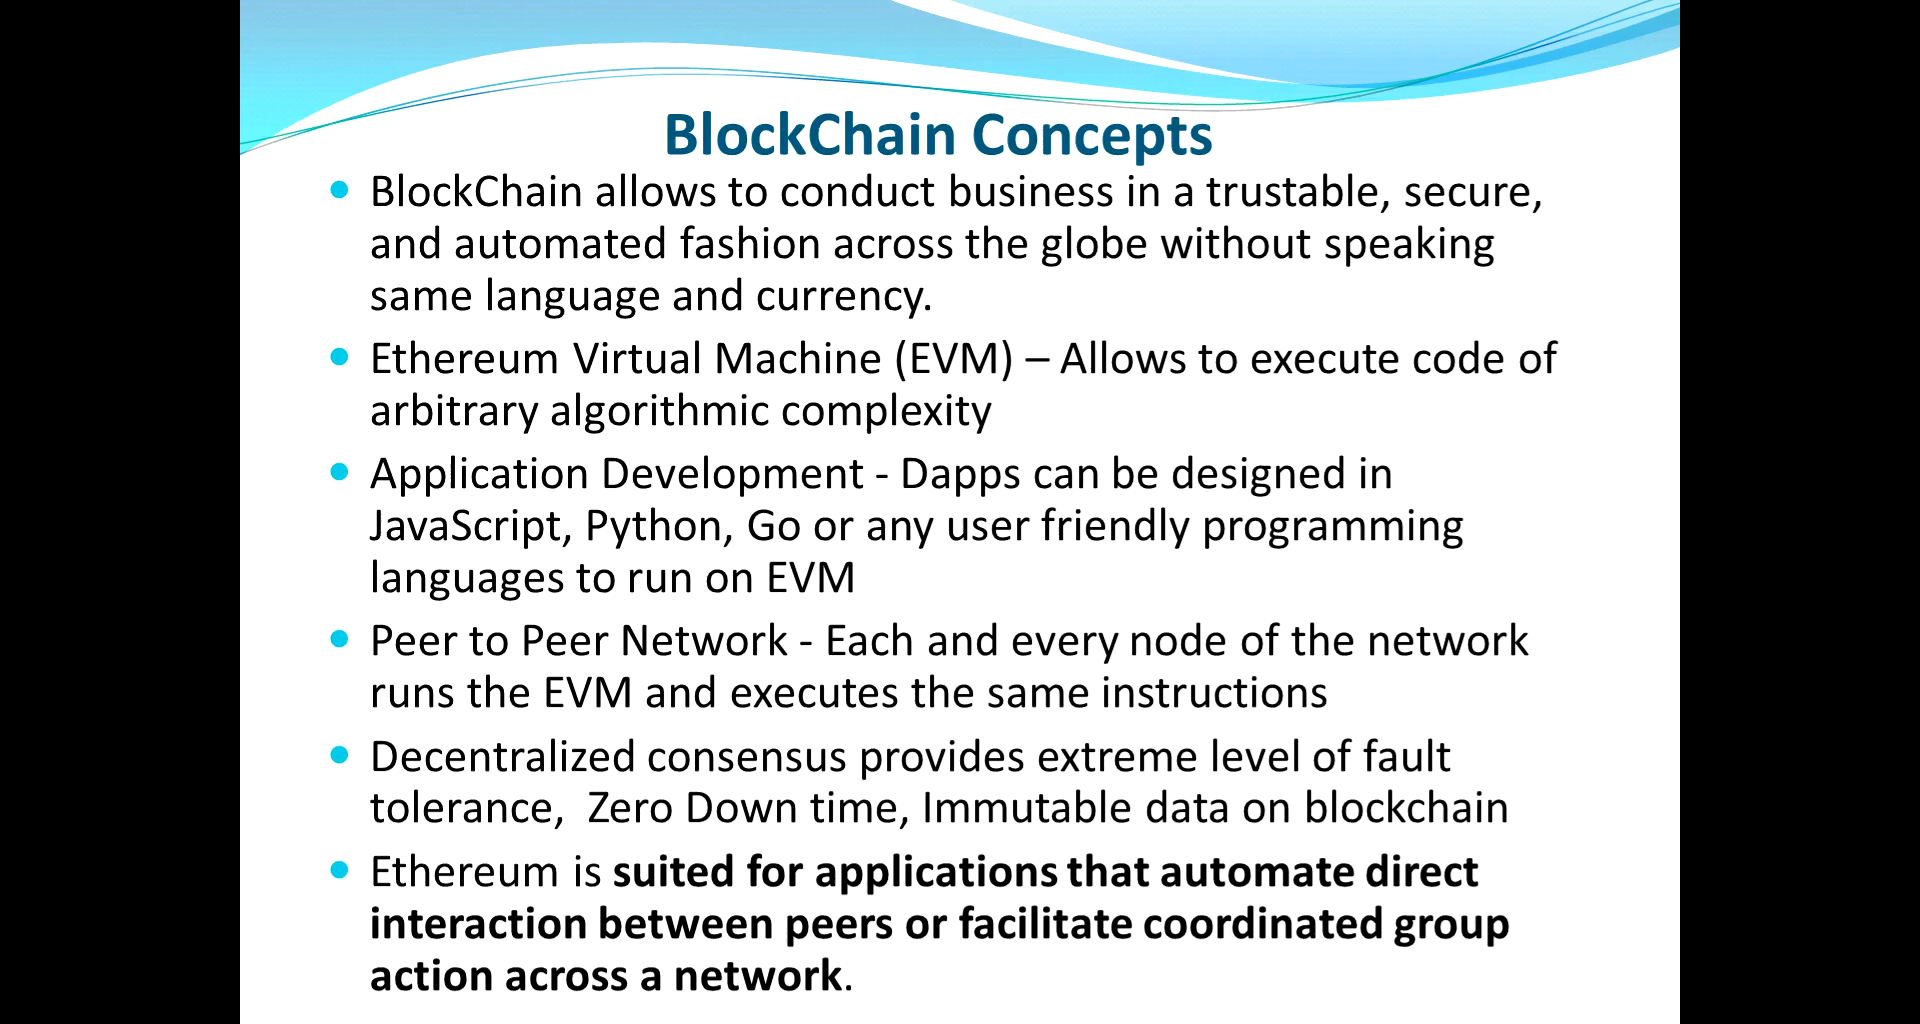 BlockChain Concepts
• BlockChain allows to conduct business in a trustable, secure,
and automated fashion across the globe without speaking
same language and currency.
• Ethereum Virtual Machine (EVM) – Allows to execute code of
arbitrary algorithmic complexity
• Application Development - Dapps can be designed in
JavaScript, Python, Go or any user friendly programming
languages to run on EVM
• Peer to Peer Network - Each and every node of the network
runs the EVM and executes the same instructions
• Decentralized consensus provides extreme level of fault
tolerance,  Zero Down time, Immutable data on blockchain
• Ethereum is suited for applications that automate direct
interaction between peers or facilitate coordinated group
action across a network.